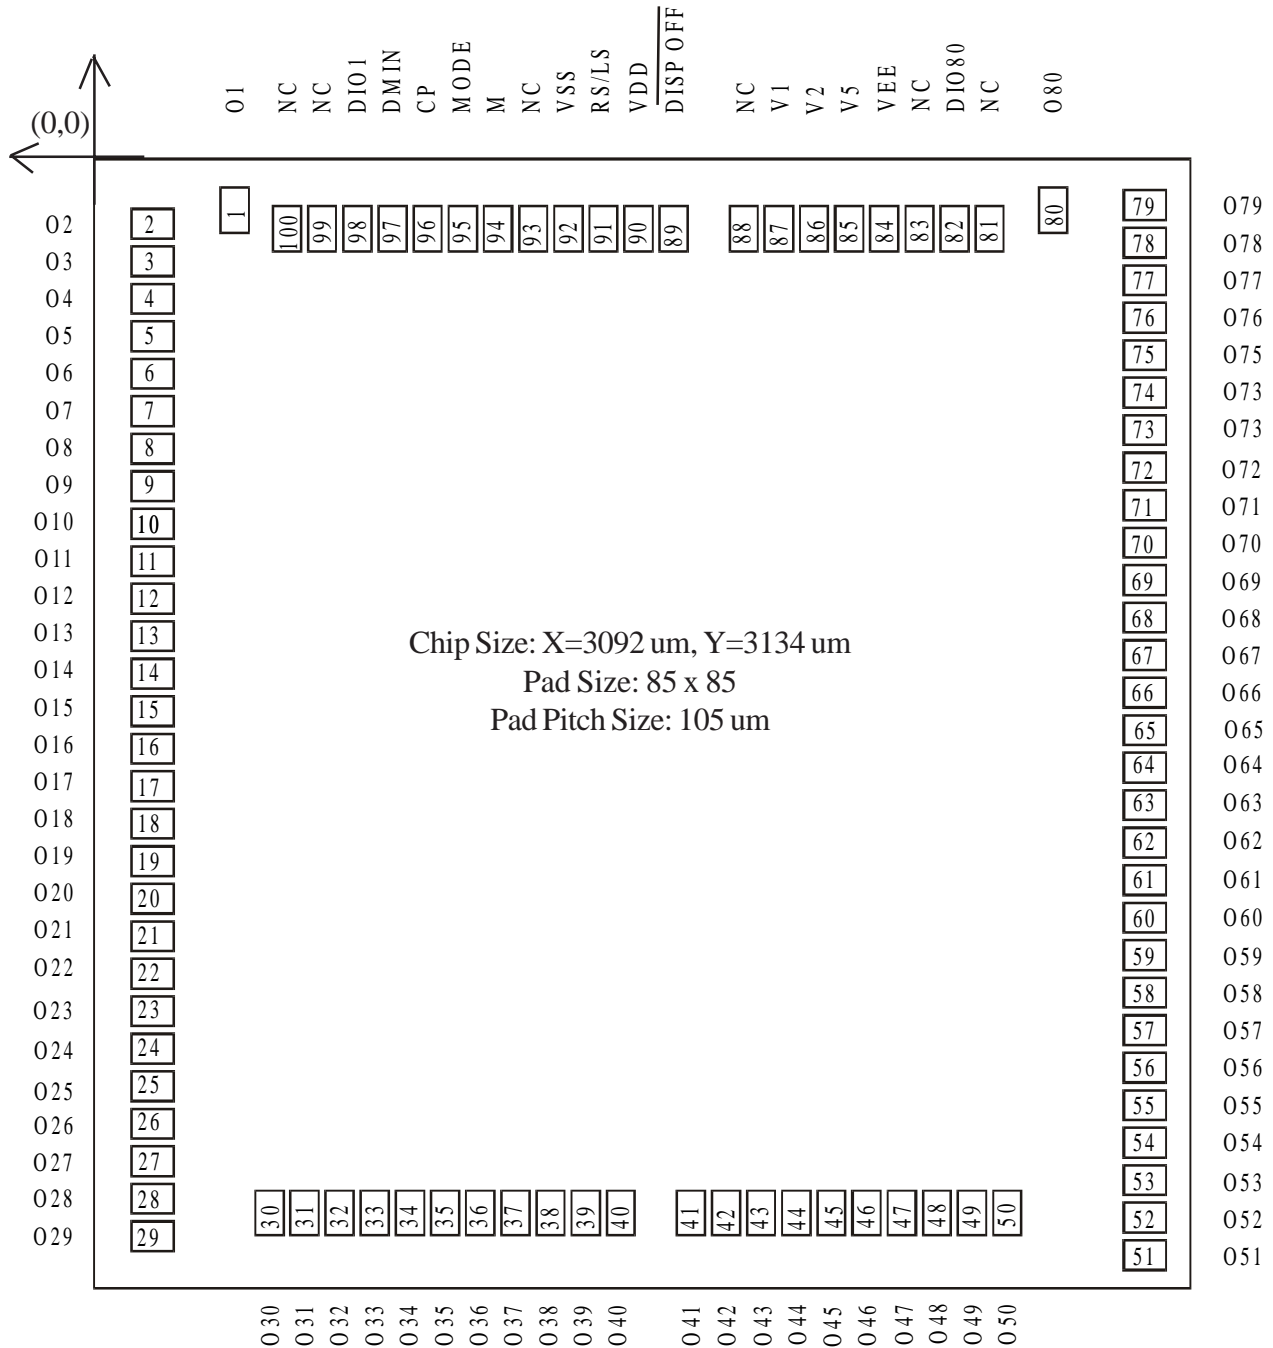 O1 NC NC DIO1 DMIN CP MODE M NC VSS RS/LS VDD DISP OFF NC V1 V2 V5 VEE NC DIO80 NC O80
(0,0)
1 100 99 98 97 96 95 94 93 92 91 90 89 88 87 86 85 84 83 82 81 80
O2 2 79 O79
O3 3 78 O78
O4 4 77 O77
O5 5 76 O76
O6 6 75 O75
O7 7 74 O73
O8 8 73 O73
O9 9 72 O72
O10 10 71 O71
O11 11 70 O70
O12 12 69 O69
O13 13 68 O68
Chip Size: X=3092 um, Y=3134 um
O14 14 67 O67
Pad Size: 85 x 85
O15 15 66 O66
Pad Pitch Size: 105 um
O16 16 65 O65
O17 17 64 O64
O18 18 63 O63
O19 19 62 O62
O20 20 61 O61
O21 21 60 O60
O22 22 59 O59
O23 23 58 O58
O24 24 57 O57
O25 25 56 O56
O26 26 55 O55
O27 27 54 O54
O28 28 53 O53
O29 29 52 O52
51 O51
30 31 32 33 34 35 36 37 38 39 40 41 42 43 44 45 46 47 48 49 50
O30 O31 O32 O33 O34 O35 O36 O37 O38 O39 O40 O41 O42 O43 O44 O45 O46 O47 O48 O49 O50